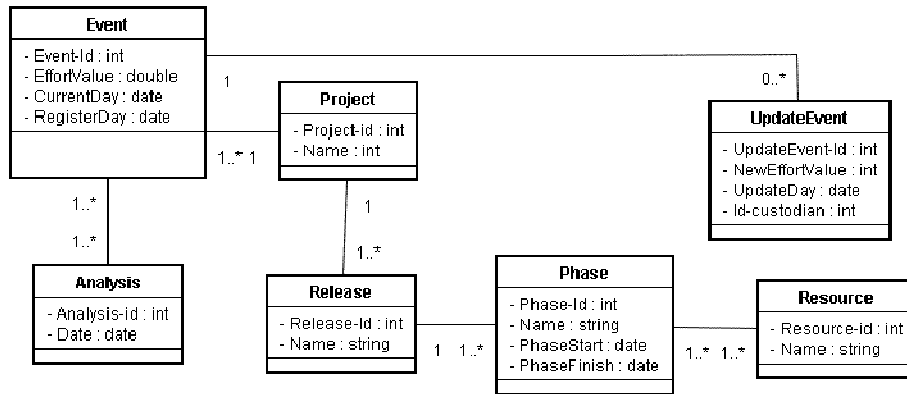 Event
- Event-Id : int
- EffortValue : double
- CurrentDay : date
- RegisterDay : date
1
0..*
Project
- Project-id : int
- Name : int
1..* 1
UpdateEvent
- UpdateEvent-Id : int
- NewEffortValue : int
- UpdateDay : date
- Id-custodian : int
1..*
1..*
1
1..*
Analysis
- Analysis-id : int
- Date : date
Release
- Release-Id : int
- Name : string
1 1..*
Phase
- Phase-Id : int
- Name : string
- PhaseStart : date
- PhaseFinish : date
1..* 1..*
Resource
- Resource-id : int
- Name : string